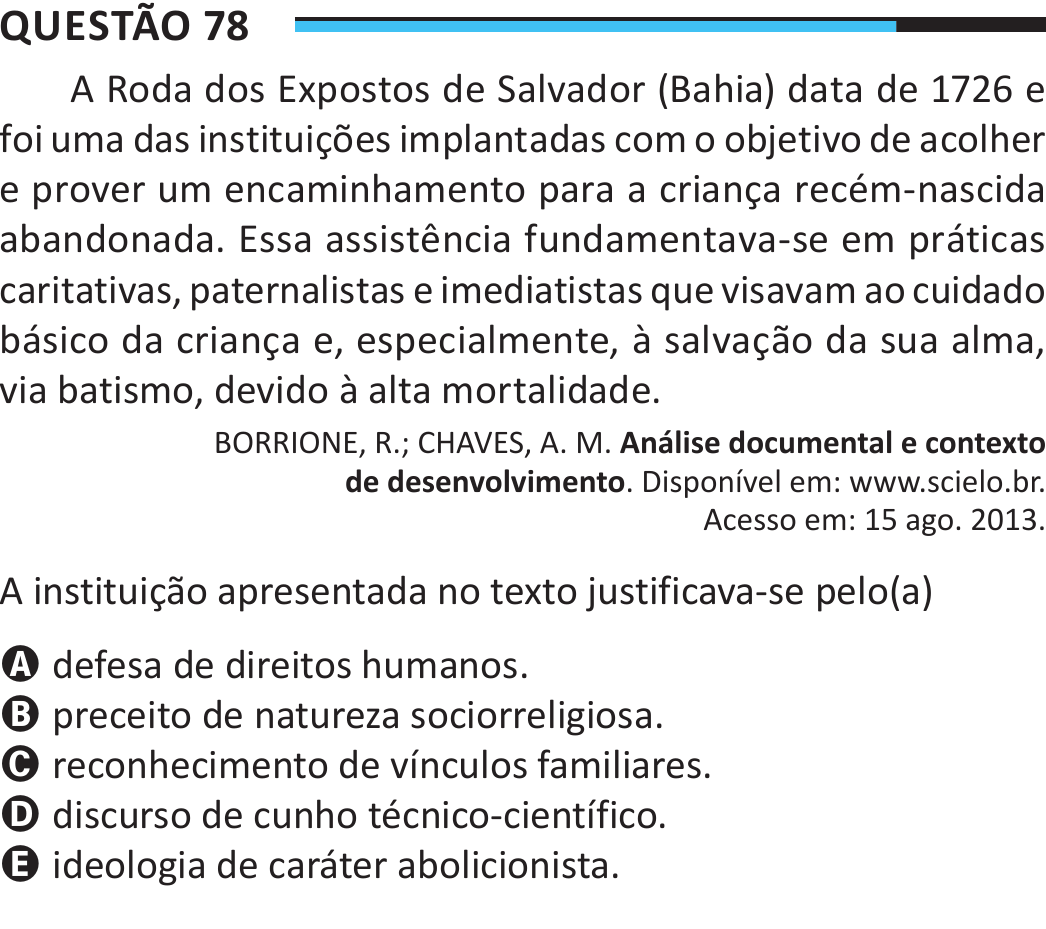 QUESTÃO 78
A Roda dos Expostos de Salvador (Bahia) data de 1726 e
foi uma das instituições implantadas com o objetivo de acolher
e prover um encaminhamento para a criança recém-nascida
abandonada. Essa assistência fundamentava-se em práticas
caritativas, paternalistas e imediatistas que visavam ao cuidado
básico da criança e, especialmente, à salvação da sua alma,
via batismo, devido à alta mortalidade.
BORRIONE, R.; CHAVES, A. M. Análise documental e contexto
de desenvolvimento. Disponível em: www.scielo.br.
Acesso em: 15 ago. 2013.
A instituição apresentada no texto justificava-se pelo(a)
A defesa de direitos humanos.
B preceito de natureza sociorreligiosa.
C reconhecimento de vínculos familiares.
D discurso de cunho técnico-científico.
E ideologia de caráter abolicionista.